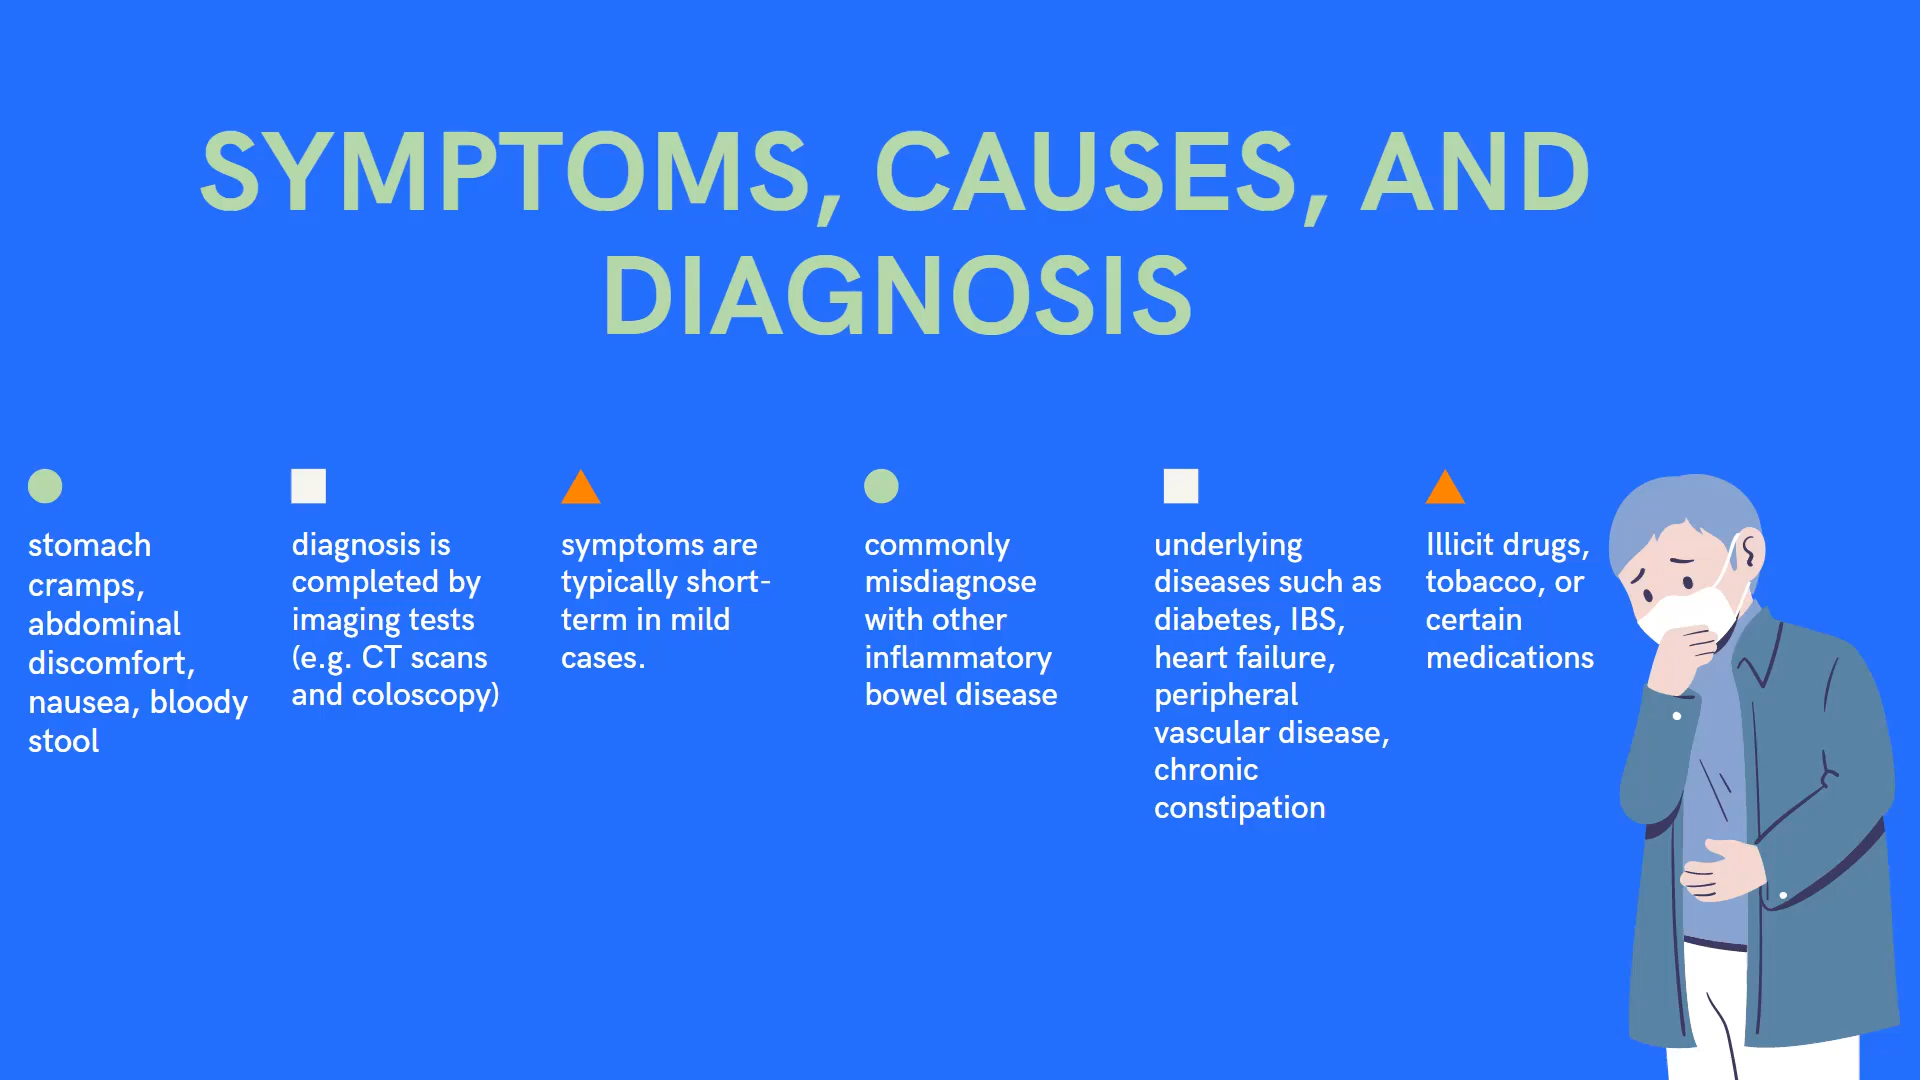 SYMPTOMS, CAUSES, AND
DIAGNOSIS
stomach
cramps,
abdominal
discomfort,
nausea, bloody
stool
diagnosis is
completed by
imaging tests
(e.g. CT scans
and coloscopy)
symptoms are
typically short-
term in mild
cases.
commonly
misdiagnose
with other
inflammatory
bowel disease
underlying
diseases such as
diabetes, IBS,
heart failure,
peripheral
vascular disease,
chronic
constipation
Illicit drugs,
tobacco, or
certain
medications